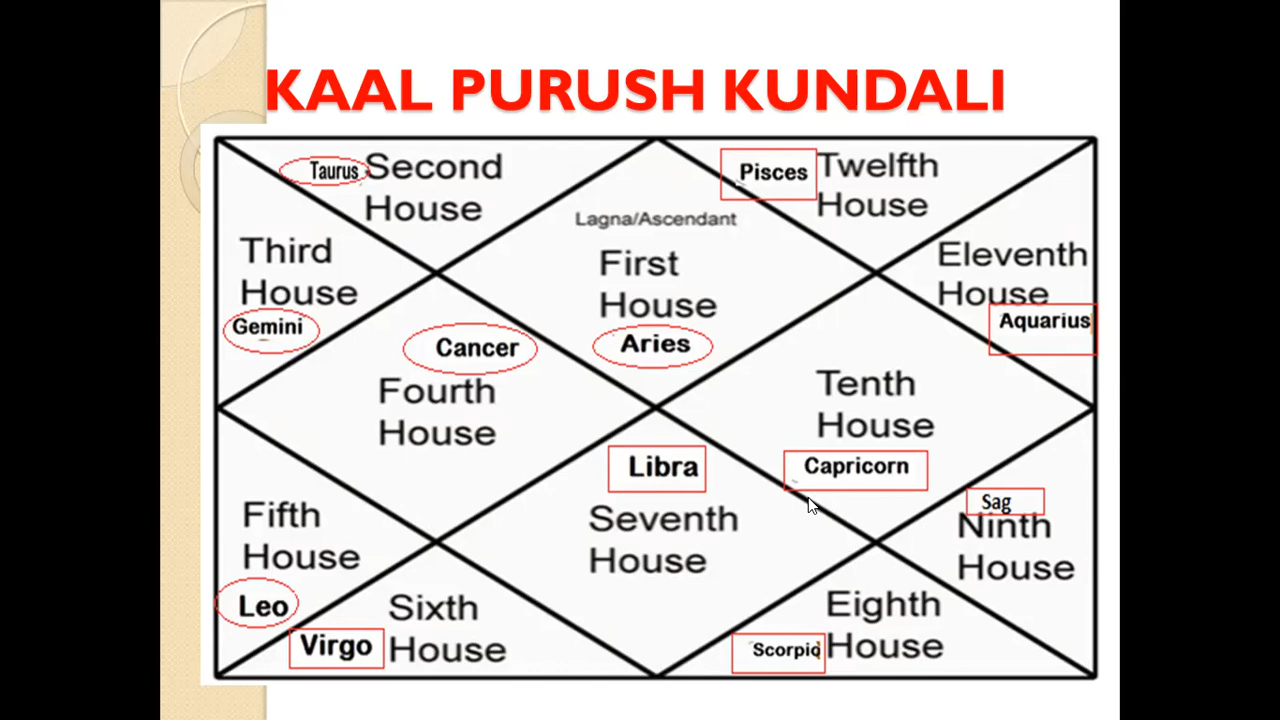 KAAL PURUSH KUNDALI
Taurus
Second
House
Pisces
Twelfth
House
Lagna/Ascendant
First
House
Aries
Third
House
Gemini
Eleventh
House
Aquarius
Cancer
Fourth
House
Tenth
House
Capricorn
Libra
Seventh
House
Fifth
House
Leo
Sag
Ninth
House
Virgo
Sixth
House
Scorpio
Eighth
House